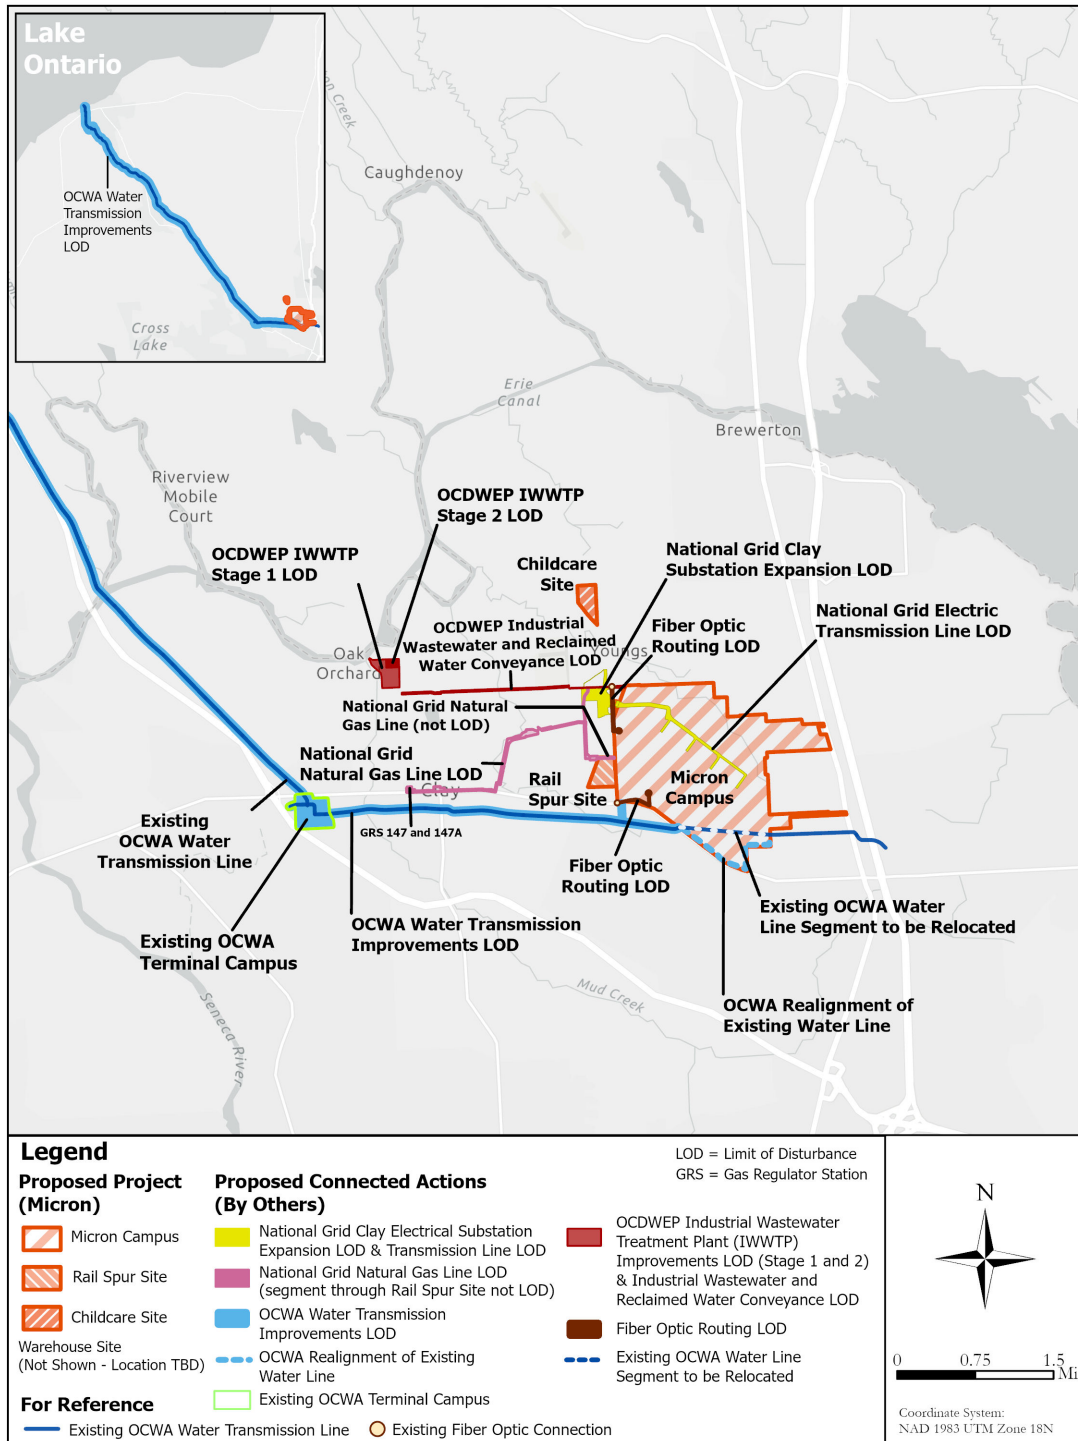 Lake
Ontario
OCWA Water
Transmission
Improvements
LOD
Cross
Lake
Creek
Caughdenoy
Erie
Canal
Brewerton
Riverview
Mobile
Court
OCDWEP IWWTP
Stage 2 LOD
OCDWEP IWWTP
Stage 1 LOD
Childcare
Site
National Grid Clay
Substation Expansion LOD
National Grid Electric
Transmission Line LOD
OCDWEP Industrial
Wastewater and Reclaimed
Water Conveyance LOD
Fiber Optic
Routing LOD
Youngs
Oak
Orchard
National Grid Natural
Gas Line (not LOD)
National Grid
Natural Gas Line LOD
Rail
Spur Site
Micron
Campus
Clay
GRS 147 and 147A
Existing
OCWA Water
Transmission Line
Fiber Optic
Routing LOD
Existing OCWA Water
Line Segment to be Relocated
OCWA Water Transmission
Improvements LOD
Existing OCWA
Terminal Campus
Mud Creek
OCWA Realignment of
Existing Water Line
Seneca River
Legend
LOD = Limit of Disturbance
GRS = Gas Regulator Station
Proposed Project
(Micron)
Micron Campus
Rail Spur Site
Childcare Site
Warehouse Site
(Not Shown - Location TBD)
For Reference
Existing OCWA Water Transmission Line
Existing Fiber Optic Connection
Proposed Connected Actions
(By Others)
National Grid Clay Electrical Substation
Expansion LOD & Transmission Line LOD
National Grid Natural Gas Line LOD
(segment through Rail Spur Site not LOD)
OCWA Water Transmission
Improvements LOD
OCWA Realignment of Existing
Water Line
Existing OCWA Terminal Campus
OCDWEP Industrial Wastewater
Treatment Plant (IWWTP)
Improvements LOD (Stage 1 and 2)
& Industrial Wastewater and
Reclaimed Water Conveyance LOD
Fiber Optic Routing LOD
Existing OCWA Water Line
Segment to be Relocated
N
0 0.75 1.5
Mi
Coordinate System:
NAD 1983 UTM Zone 18N